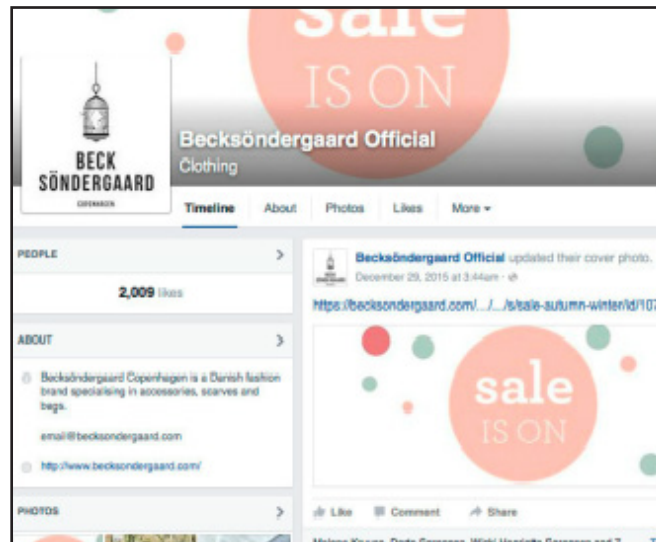 sale
IS ON
BECK
SÖNDERGAARD
COPENHAGEN
Becksöndergaard Official
Clothing
Timeline About Photos Likes More
PEOPLE
2,009 likes
ABOUT
Becksöndergaard Copenhagen is a Danish fashion
brand specialising in accessories, scarves and
bags.
email@becksondergaard.com
http://www.becksondergaard.com/
PHOTOS
Becksöndergaard Official updated their cover photo.
December 29, 2015 at 3:44am ·
https://becksondergaard.com/.../.../s/sale-autumn-winter/id/107
sale
IS ON
Like Comment Share